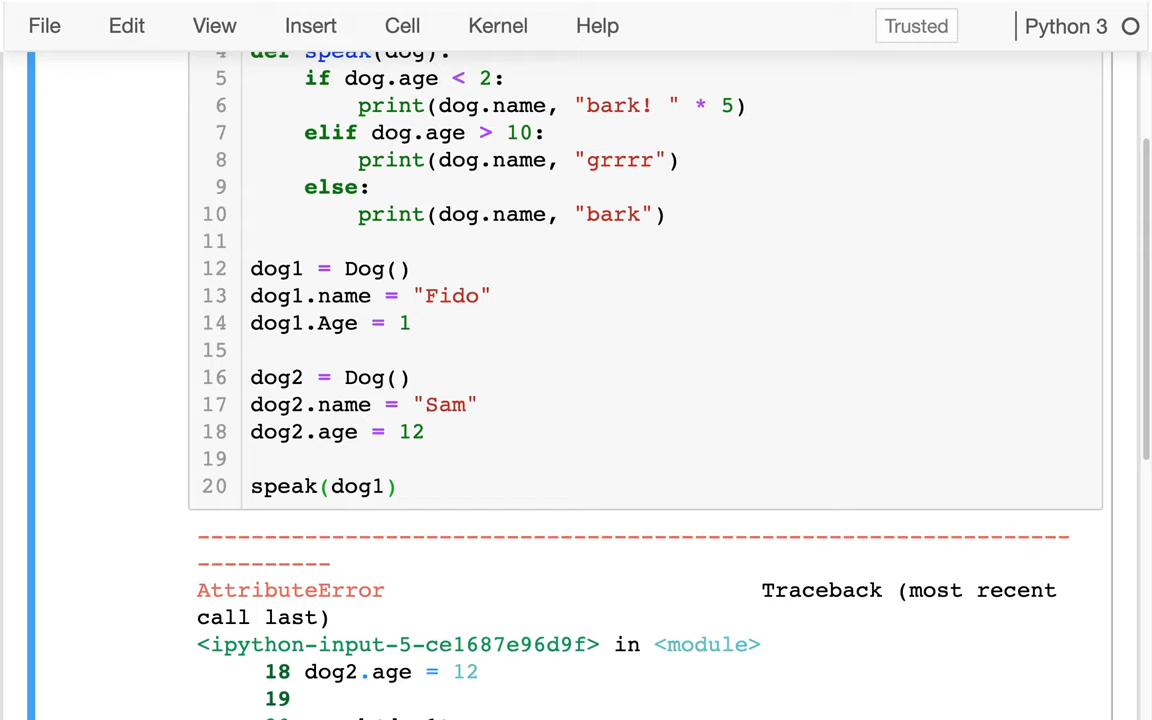 File Edit View Insert Cell Kernel Help Trusted Python 3
4 def speak(dog):
5 if dog.age < 2:
6 print(dog.name, "bark! " * 5)
7 elif dog.age > 10:
8 print(dog.name, "grrrr")
9 else:
10 print(dog.name, "bark")
11
12 dog1 = Dog()
13 dog1.name = "Fido"
14 dog1.Age = 1
15
16 dog2 = Dog()
17 dog2.name = "Sam"
18 dog2.age = 12
19
20 speak(dog1)
---------------------------------------------------------------------------
AttributeError Traceback (most recent
call last)
<ipython-input-5-ce1687e96d9f> in <module>
18 dog2.age = 12
19